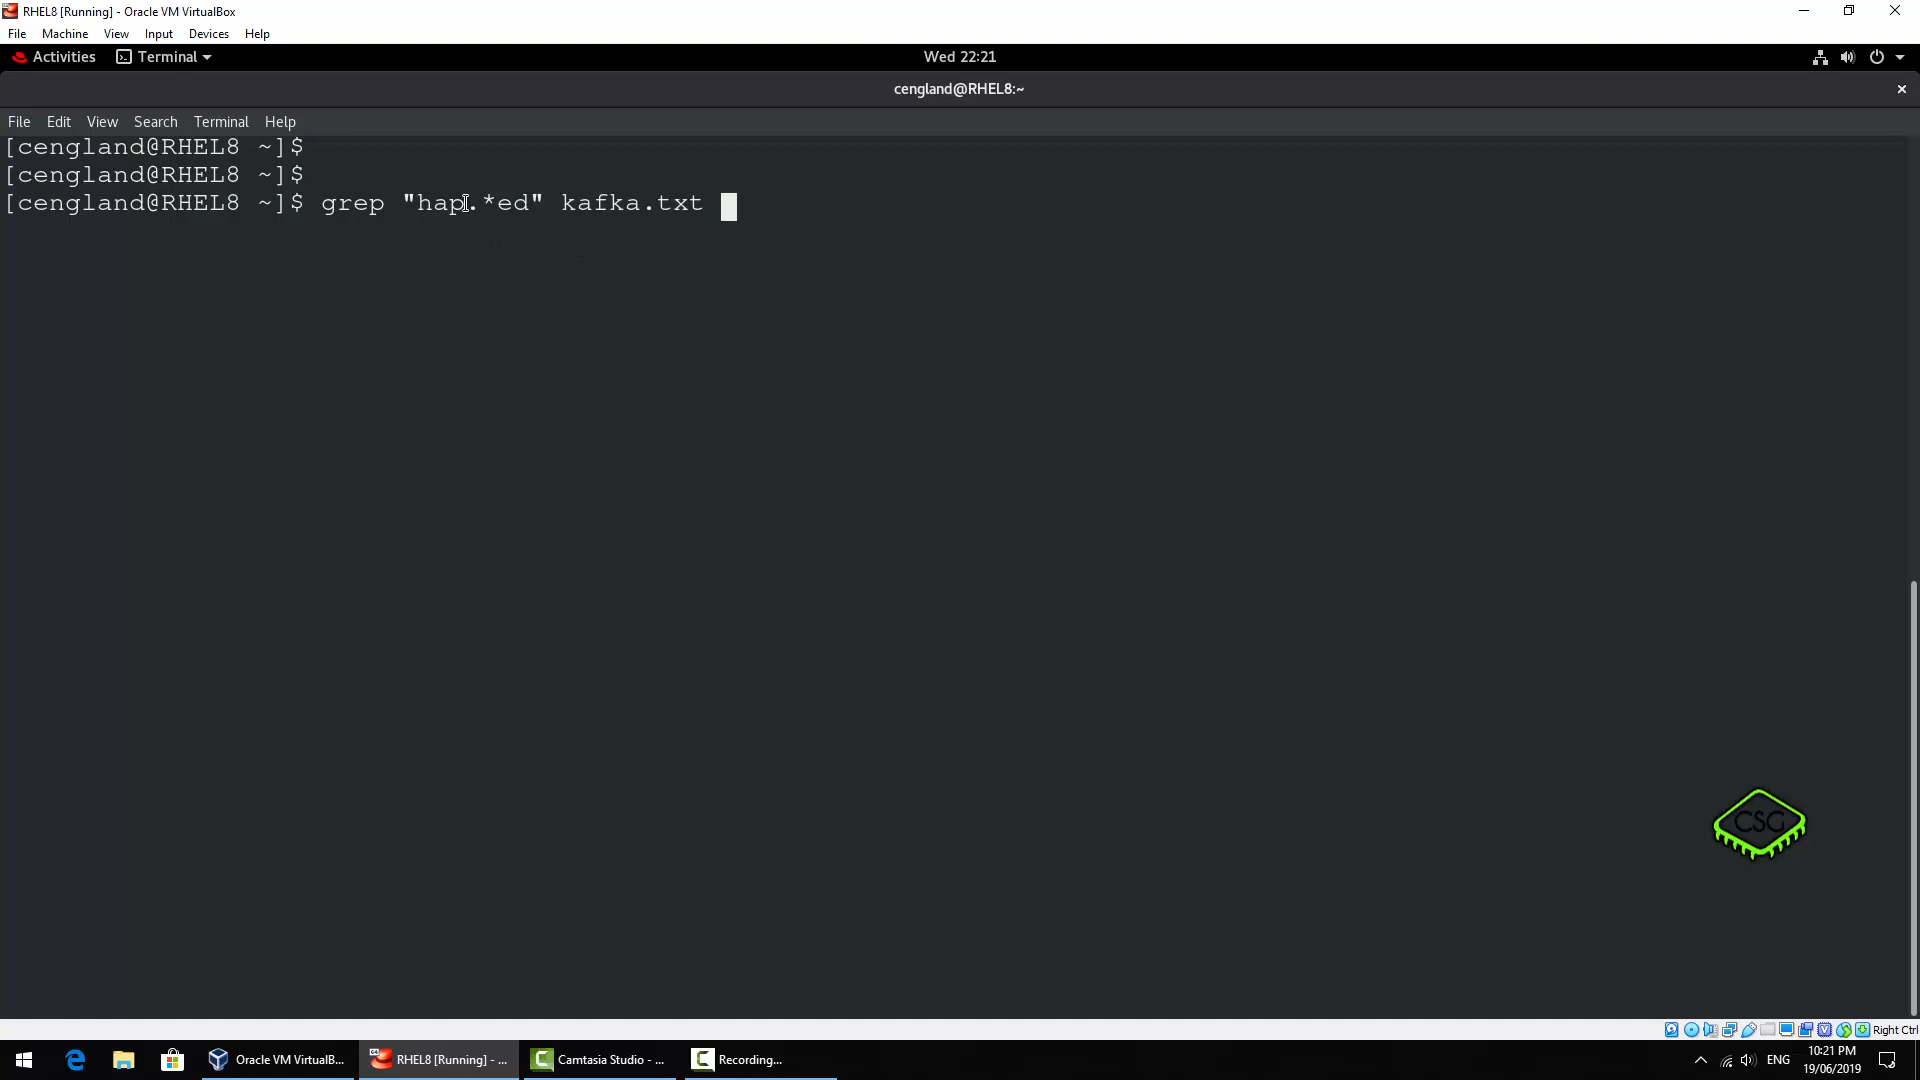 RHEL8 [Running] - Oracle VM VirtualBox
File Machine View Input Devices Help
Activities Terminal Wed 22:21
cengland@RHEL8:~
File Edit View Search Terminal Help
[cengland@RHEL8 ~]$
[cengland@RHEL8 ~]$
[cengland@RHEL8 ~]$ grep "hap.*ed" kafka.txt
CSG
Right Ctrl
Oracle VM VirtualB... RHEL8 [Running] - ... Camtasia Studio - ... Recording... ENG 10:21 PM
19/06/2019